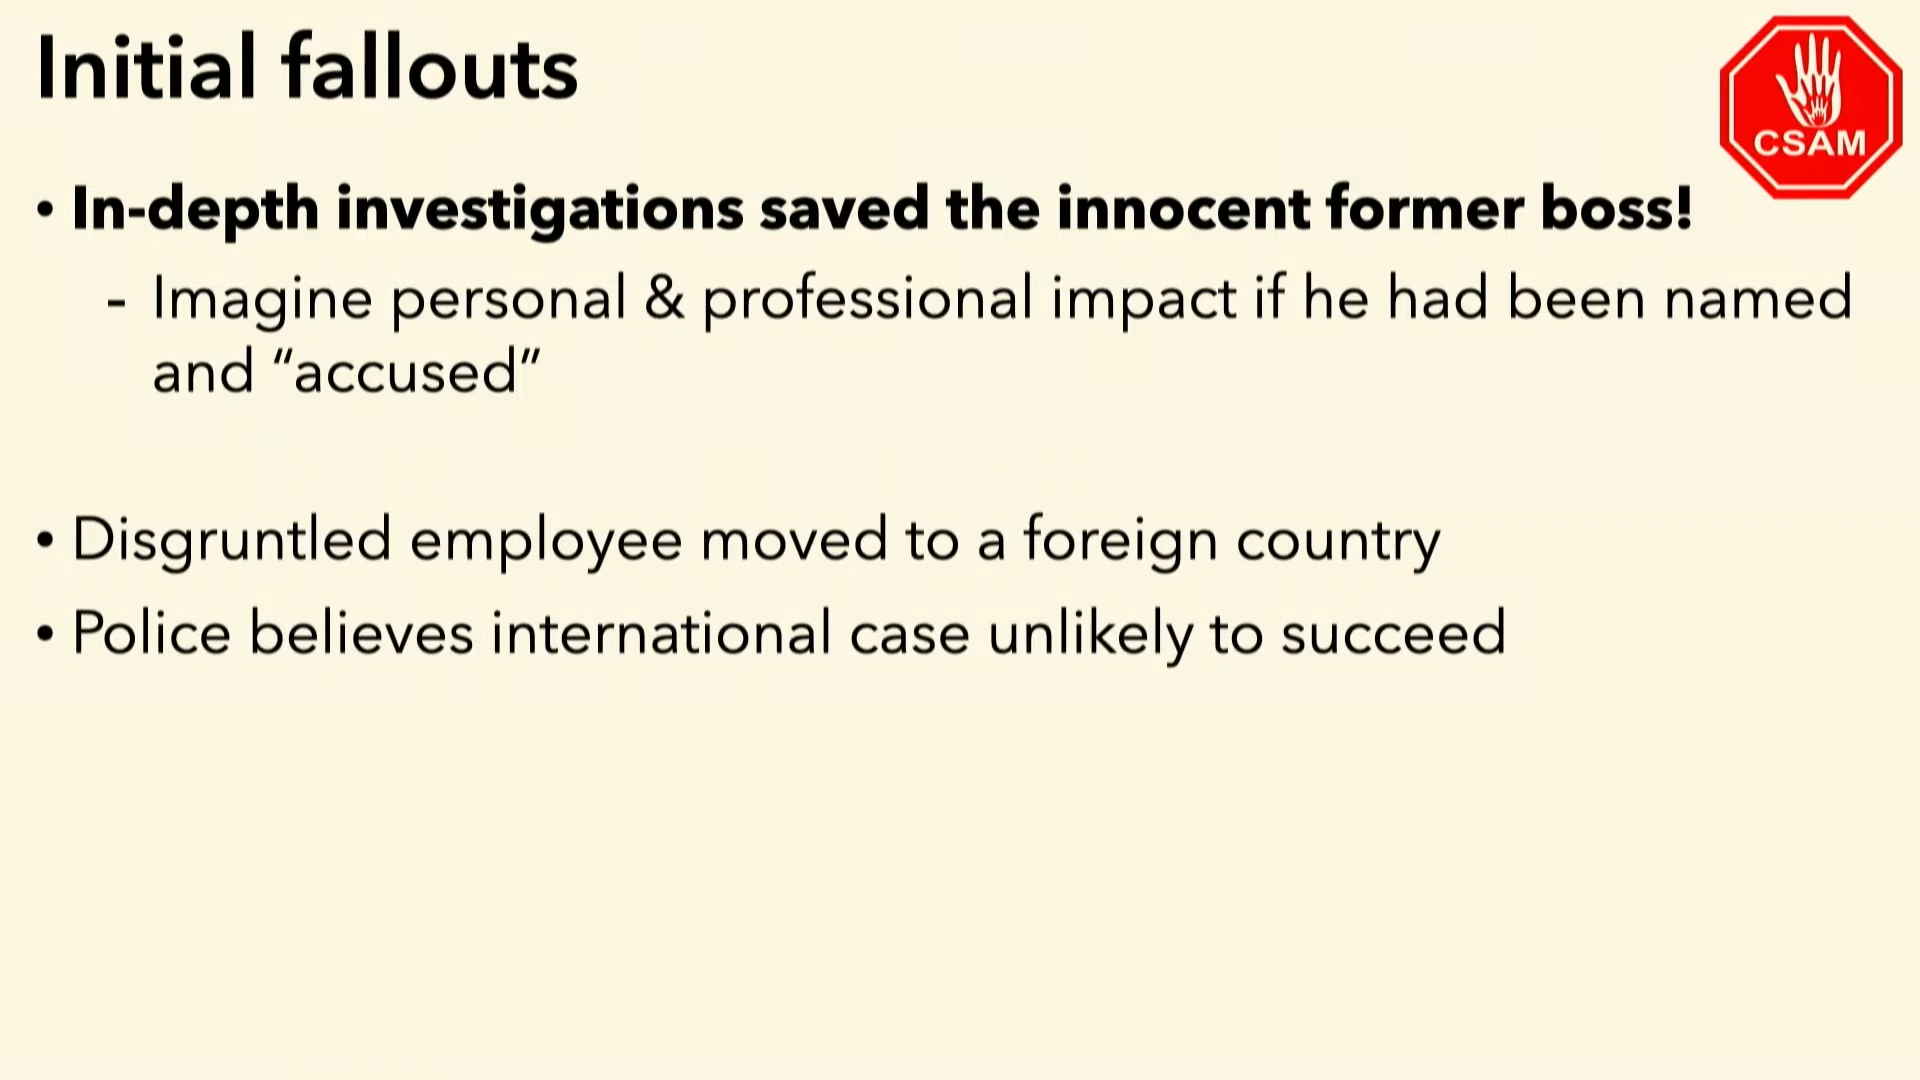 Initial fallouts
CSAM
• In-depth investigations saved the innocent former boss!
- Imagine personal & professional impact if he had been named
and “accused”
• Disgruntled employee moved to a foreign country
• Police believes international case unlikely to succeed